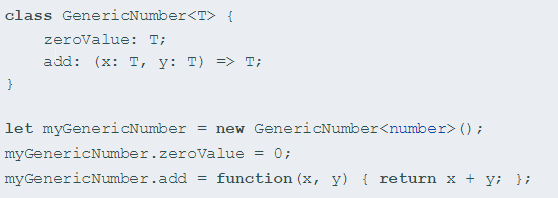 class GenericNumber<T> {
    zeroValue: T;
    add: (x: T, y: T) => T;
}

let myGenericNumber = new GenericNumber<number>();
myGenericNumber.zeroValue = 0;
myGenericNumber.add = function(x, y) { return x + y; };